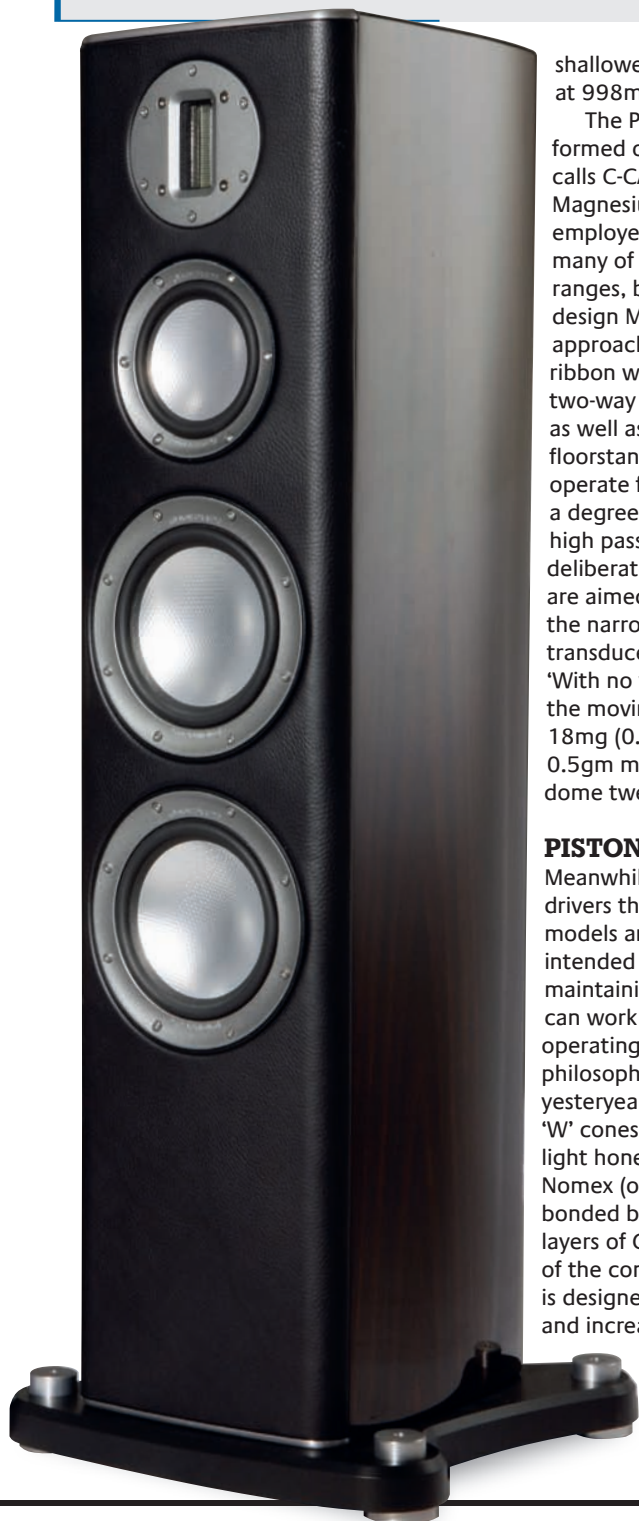 shallowe
at 998m
The P
formed o
calls C-CA
Magnesiu
employe
many of
ranges, b
design M
approach
ribbon w
two-way
as well as
floorstan
operate f
a degree
high pass
deliberat
are aimed
the narro
transduce
‘With no
the movin
18mg (0.
0.5gm m
dome twe
PISTON
Meanwhil
drivers th
models ar
intended
maintaini
can work
operating
philosoph
yesteryea
‘W’ cones
light hone
Nomex (o
bonded b
layers of C
of the cor
is designe
and increa